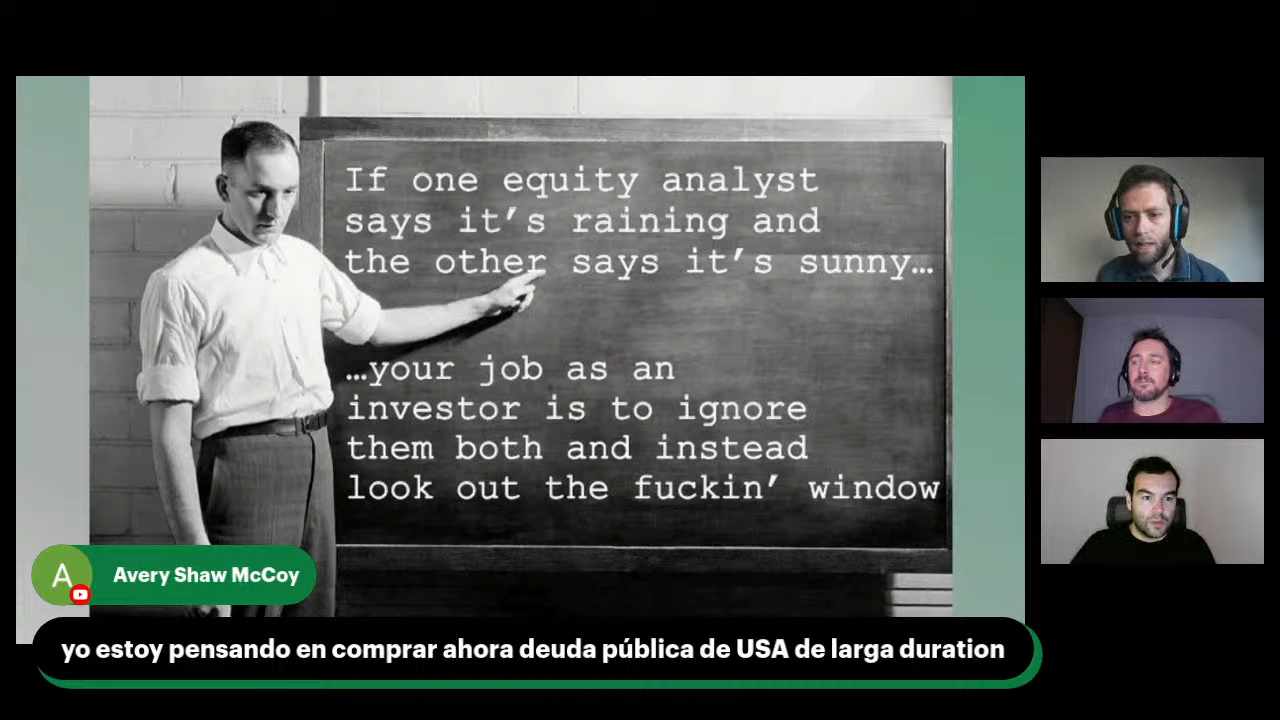 If one equity analyst
says it’s raining and
the other says it’s sunny…
…your job as an
investor is to ignore
them both and instead
look out the fuckin’ window
A
Avery Shaw McCoy
yo estoy pensando en comprar ahora deuda pública de USA de larga duration